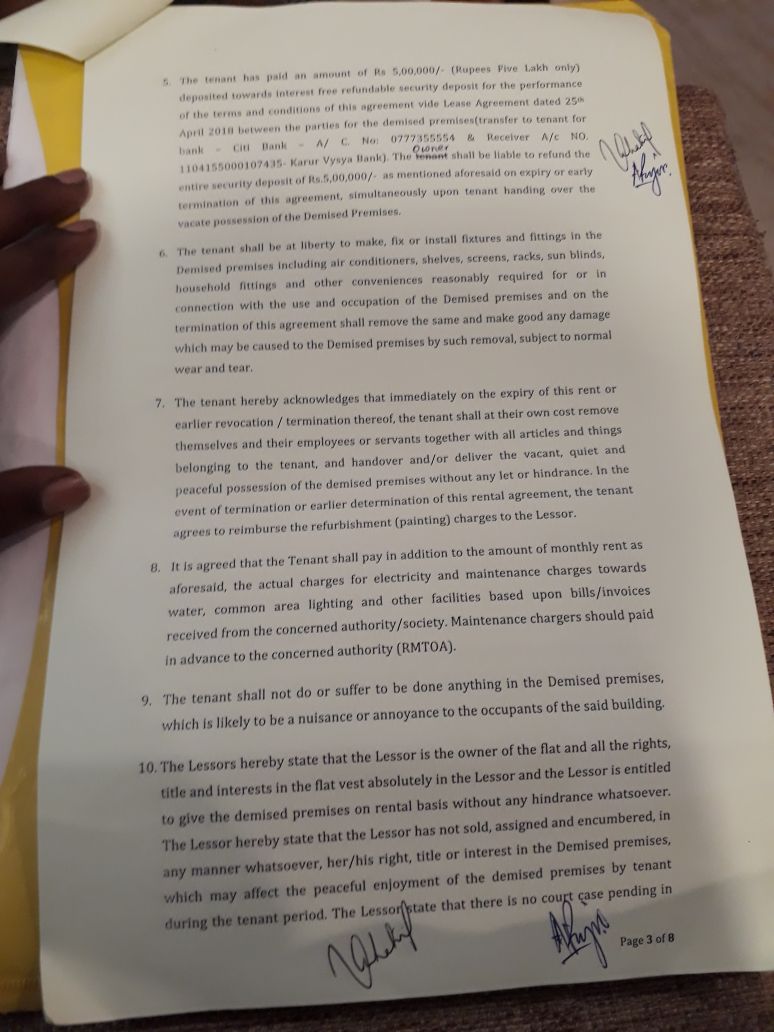 5. The tenant has paid an amount of Rs 5,00,000/- (Rupees Five Lakh only)
deposited towards interest free refundable security deposit for the performance
of the terms and conditions of this agreement vide Lease Agreement dated 25th
April 2018 between the parties for the demised premises(transfer to tenant for
bank - Citi Bank - A/ C. No: 0777355554 & Receiver A/c NO.
Owner
1104155000107435- Karur Vysya Bank). The tenant shall be liable to refund the
entire security deposit of Rs.5,00,000/- as mentioned aforesaid on expiry or early
termination of this agreement, simultaneously upon tenant handing over the
vacate possession of the Demised Premises.
6. The tenant shall be at liberty to make, fix or install fixtures and fittings in the
Demised premises including air conditioners, shelves, screens, racks, sun blinds,
household fittings and other conveniences reasonably required for or in
connection with the use and occupation of the Demised premises and on the
termination of this agreement shall remove the same and make good any damage
which may be caused to the Demised premises by such removal, subject to normal
wear and tear.
7. The tenant hereby acknowledges that immediately on the expiry of this rent or
earlier revocation / termination thereof, the tenant shall at their own cost remove
themselves and their employees or servants together with all articles and things
belonging to the tenant, and handover and/or deliver the vacant, quiet and
peaceful possession of the demised premises without any let or hindrance. In the
event of termination or earlier determination of this rental agreement, the tenant
agrees to reimburse the refurbishment (painting) charges to the Lessor.
8. It is agreed that the Tenant shall pay in addition to the amount of monthly rent as
aforesaid, the actual charges for electricity and maintenance charges towards
water, common area lighting and other facilities based upon bills/invoices
received from the concerned authority/society. Maintenance chargers should paid
in advance to the concerned authority (RMTOA).
9. The tenant shall not do or suffer to be done anything in the Demised premises,
which is likely to be a nuisance or annoyance to the occupants of the said building.
10. The Lessors hereby state that the Lessor is the owner of the flat and all the rights,
title and interests in the flat vest absolutely in the Lessor and the Lessor is entitled
to give the demised premises on rental basis without any hindrance whatsoever.
The Lessor hereby state that the Lessor has not sold, assigned and encumbered, in
any manner whatsoever, her/his right, title or interest in the Demised premises,
which may affect the peaceful enjoyment of the demised premises by tenant
during the tenant period. The Lessor state that there is no court case pending in
Page 3 of 8